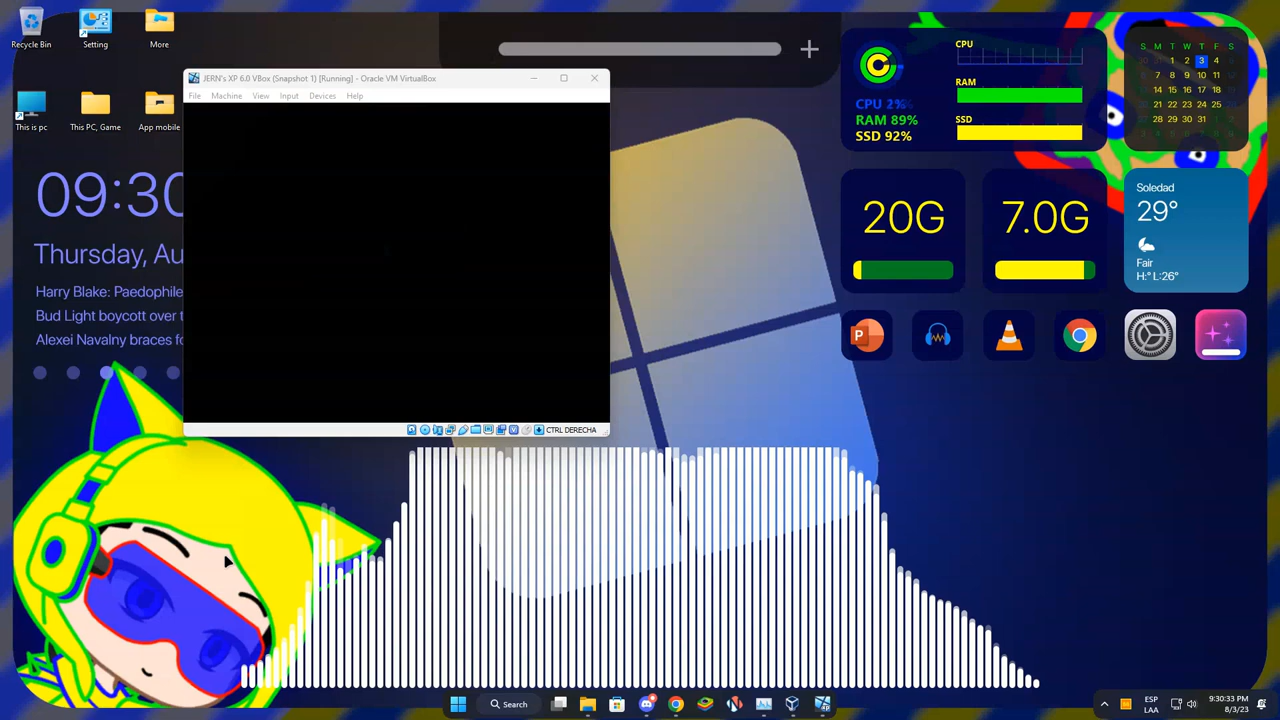 Recycle Bin
Setting
More
This is pc
This PC, Game
App mobile
JERN's XP 6.0 VBox (Snapshot 1) [Running] - Oracle VM VirtualBox
File Machine View Input Devices Help
CTRL DERECHA
09:30
Thursday, Au
Harry Blake: Paedophile
Bud Light boycott over t
Alexei Navalny braces fo
CPU 2%
RAM 89%
SSD 92%
CPU
RAM
SSD
S M T W T F S
1 2 3 4
7 8 9 10 11
14 15 16 17 18
21 22 23 24 25
28 29 30 31
20G
7.0G
Soledad
29°
Fair
H:° L:26°
P
Search
ESP
LAA
9:30:33 PM
8/3/23